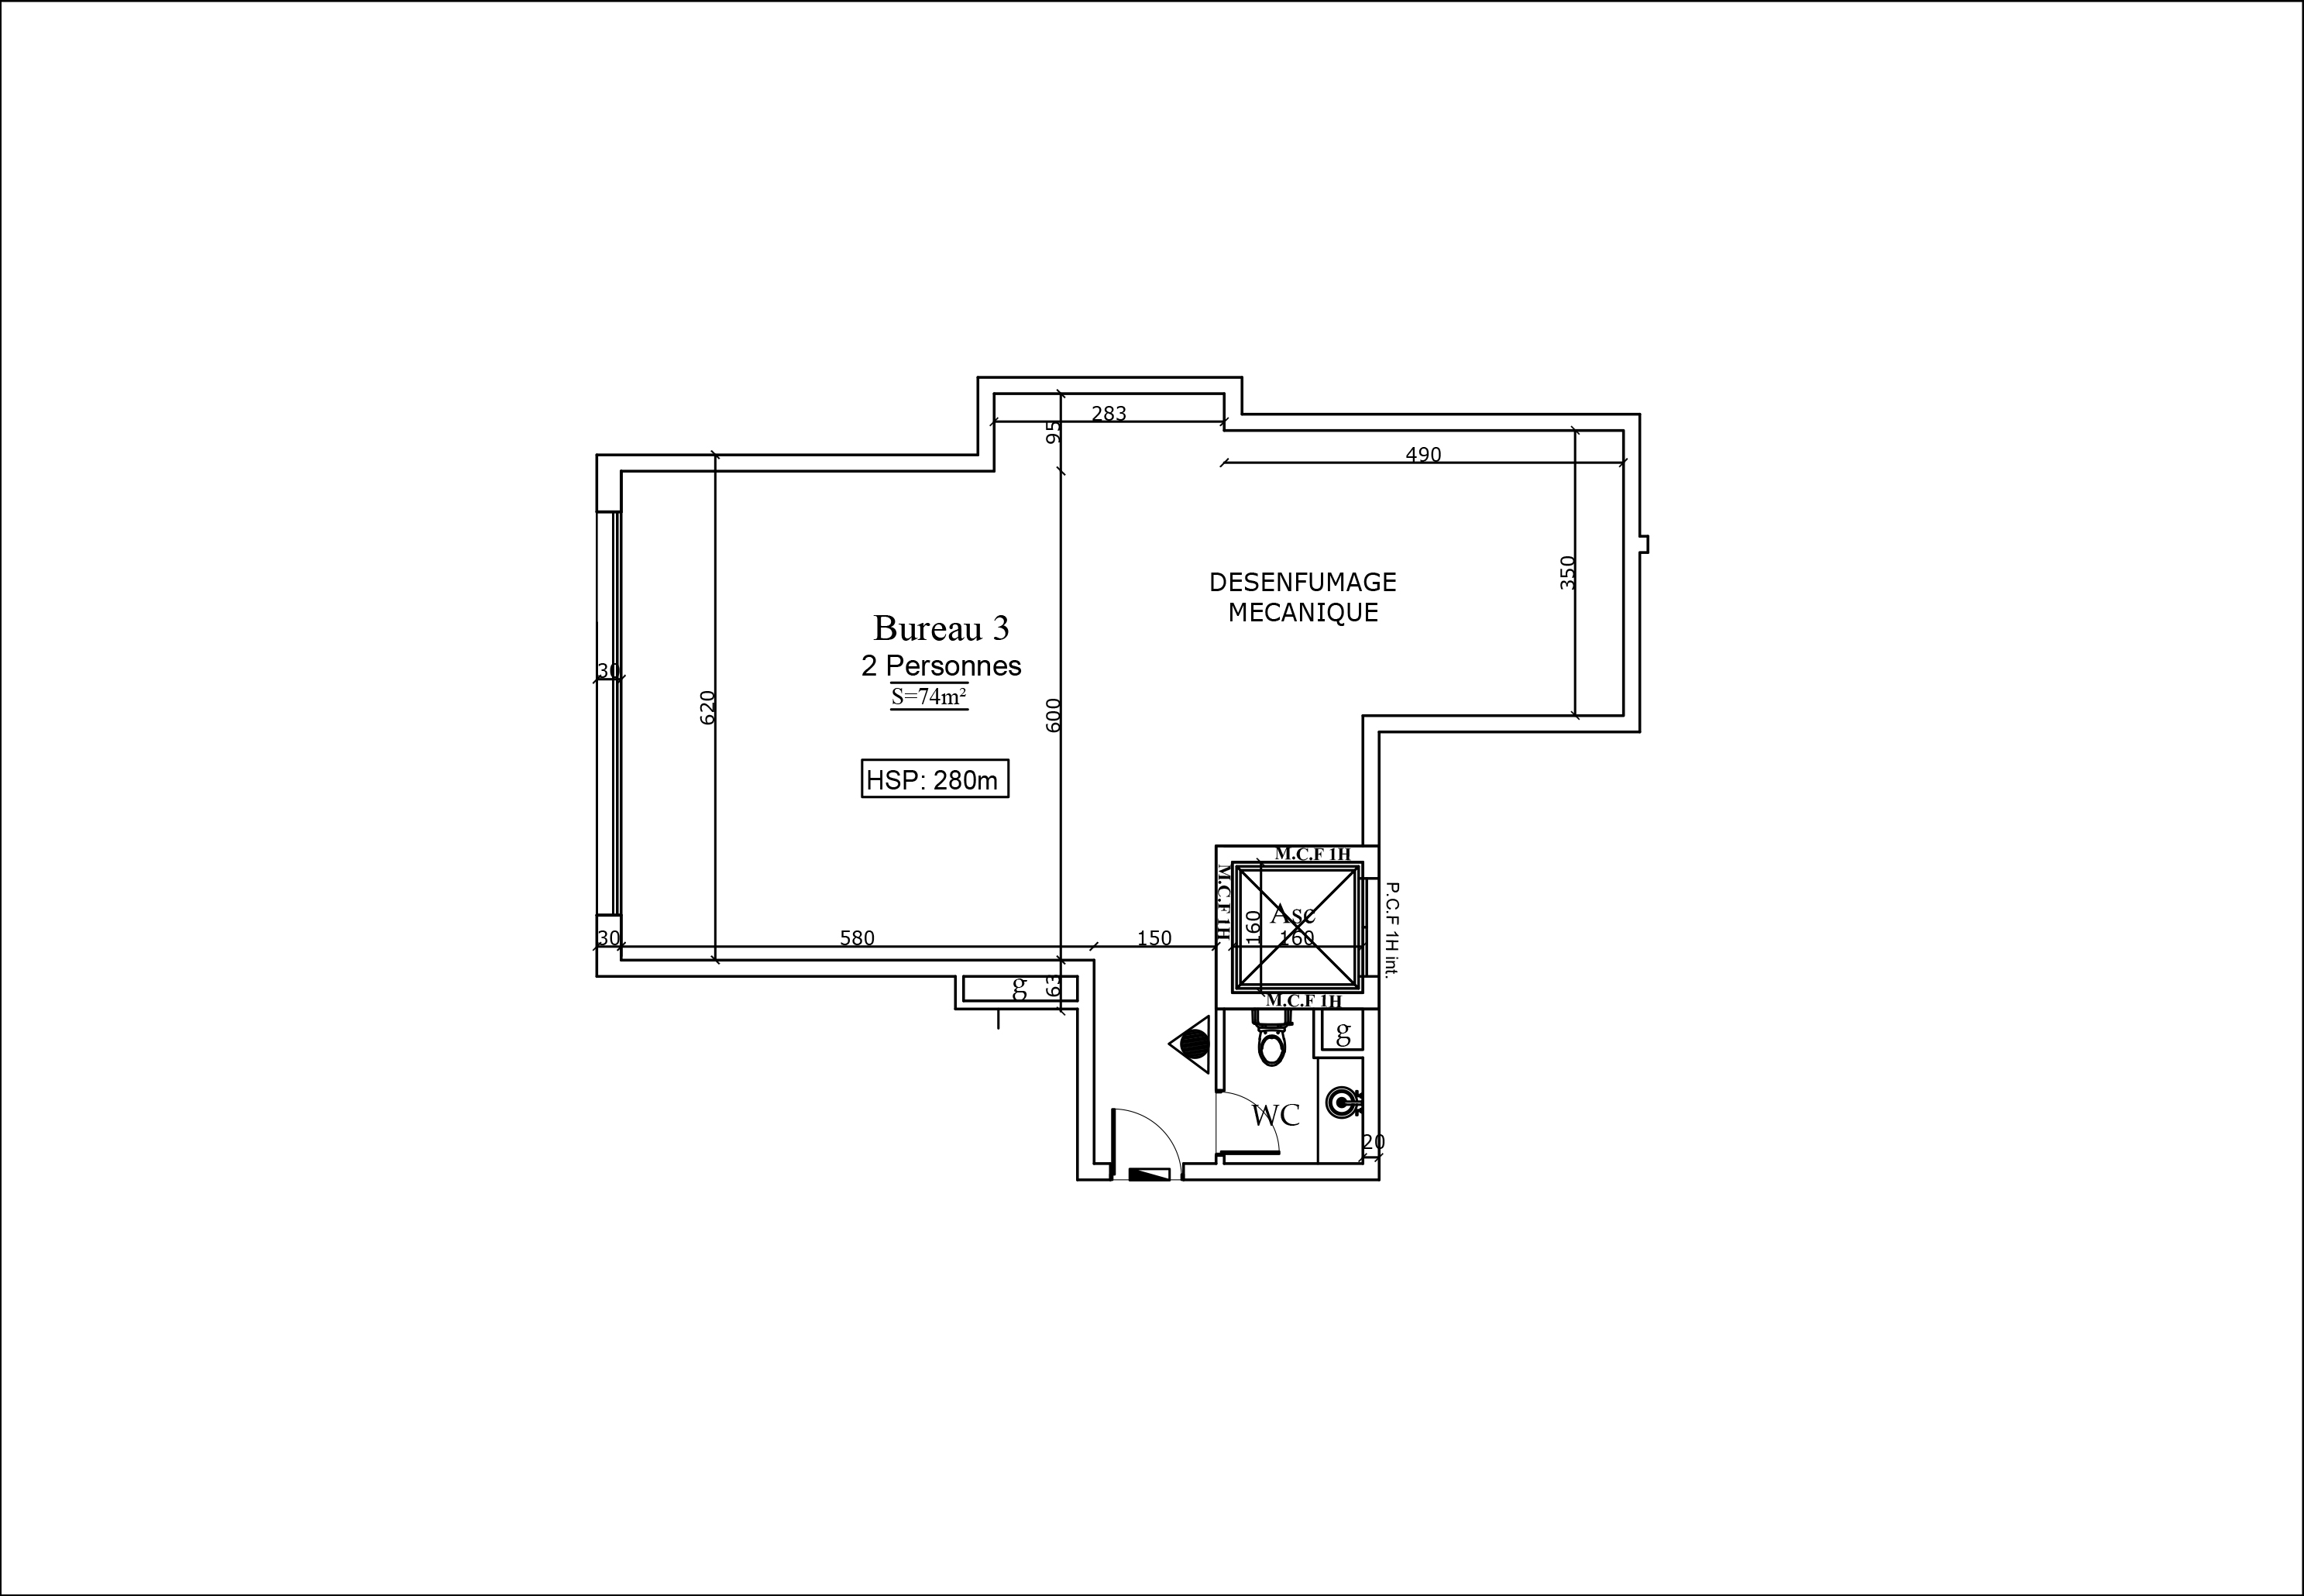 283
95
490
350
DESENFUMAGE
MECANIQUE
Bureau 3
2 Personnes
S=74m²
30
620
600
HSP: 280m
M.C.F 1H
M.C.F 1H
P.C.F 1H int.
Asc
160
160
30
580
150
g
63
M.C.F 1H
g
WC
20